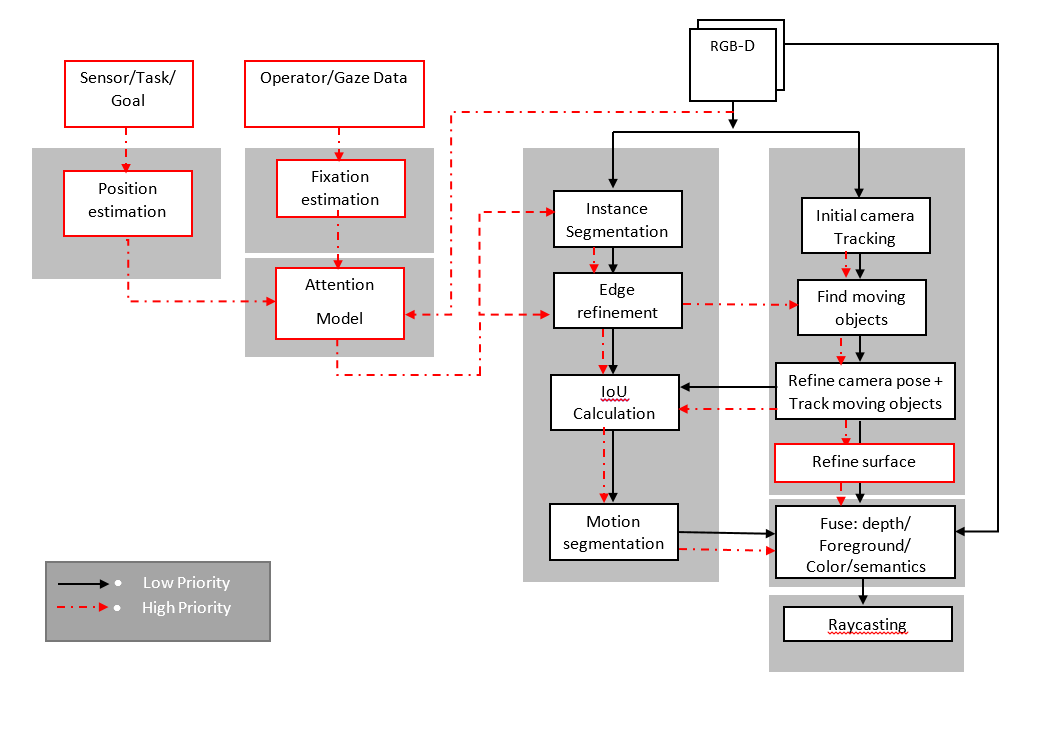 RGB-D
Sensor/Task/
Goal
Operator/Gaze Data
Position
estimation
Fixation
estimation
Attention
Model
Instance
Segmentation
Edge
refinement
IoU
Calculation
Motion
segmentation
Initial camera
Tracking
Find moving
objects
Refine camera pose +
Track moving objects
Refine surface
Fuse: depth/
Foreground/
Color/semantics
Raycasting
• Low Priority
• High Priority